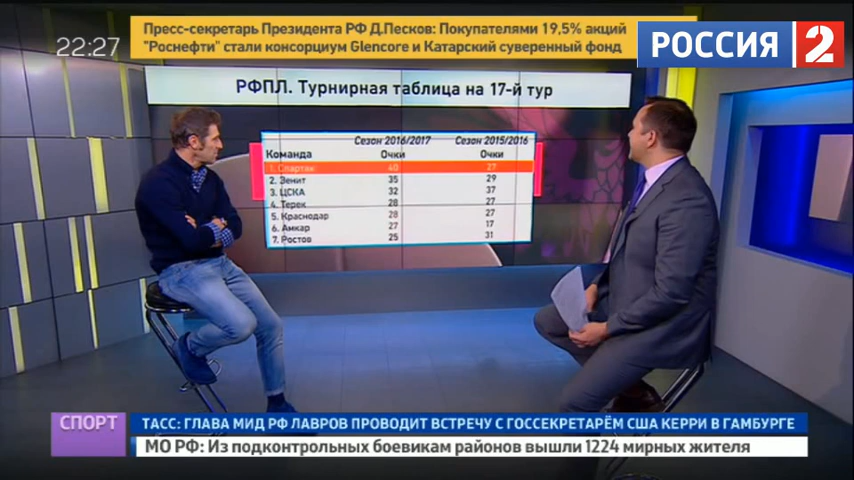 22:27
Пресс-секретарь Президента РФ Д.Песков: Покупателями 19,5% акций
"Роснефти" стали консорциум Glencore и Катарский суверенный фонд
РОССИЯ 2
РФПЛ. Турнирная таблица на 17-й тур
Сезон 2016/2017 Сезон 2015/2016
Команда Очки Очки
1. Спартак 40 27
2. Зенит 35 29
3. ЦСКА 32 37
4. Терек 28 27
5. Краснодар 28 27
6. Амкар 27 17
7. Ростов 25 31
СПОРТ
ТАСС: ГЛАВА МИД РФ ЛАВРОВ ПРОВОДИТ ВСТРЕЧУ С ГОССЕКРЕТАРЁМ США КЕРРИ В ГАМБУРГЕ
МО РФ: Из подконтрольных боевикам районов вышли 1224 мирных жителя